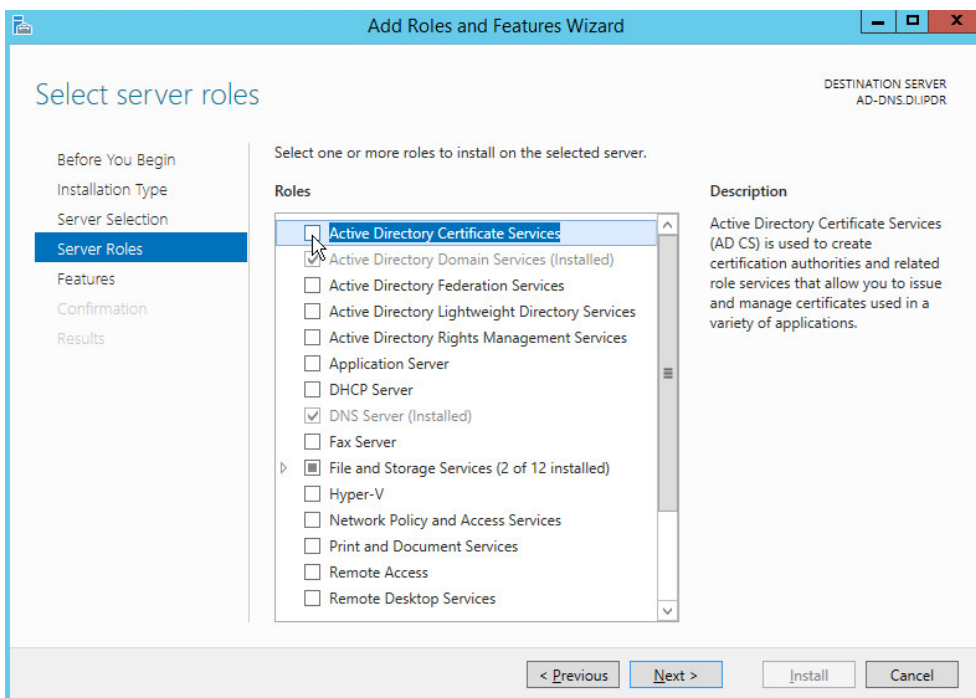 Add Roles and Features Wizard
Select server roles
DESTINATION SERVER
AD-DNS.DI.IPDR
Before You Begin
Installation Type
Server Selection
Server Roles
Features
Confirmation
Results
Select one or more roles to install on the selected server.
Roles
Active Directory Certificate Services
Active Directory Domain Services (Installed)
Active Directory Federation Services
Active Directory Lightweight Directory Services
Active Directory Rights Management Services
Application Server
DHCP Server
DNS Server (Installed)
Fax Server
File and Storage Services (2 of 12 installed)
Hyper-V
Network Policy and Access Services
Print and Document Services
Remote Access
Remote Desktop Services
Description
Active Directory Certificate Services
(AD CS) is used to create
certification authorities and related
role services that allow you to issue
and manage certificates used in a
variety of applications.
< Previous
Next >
Install
Cancel